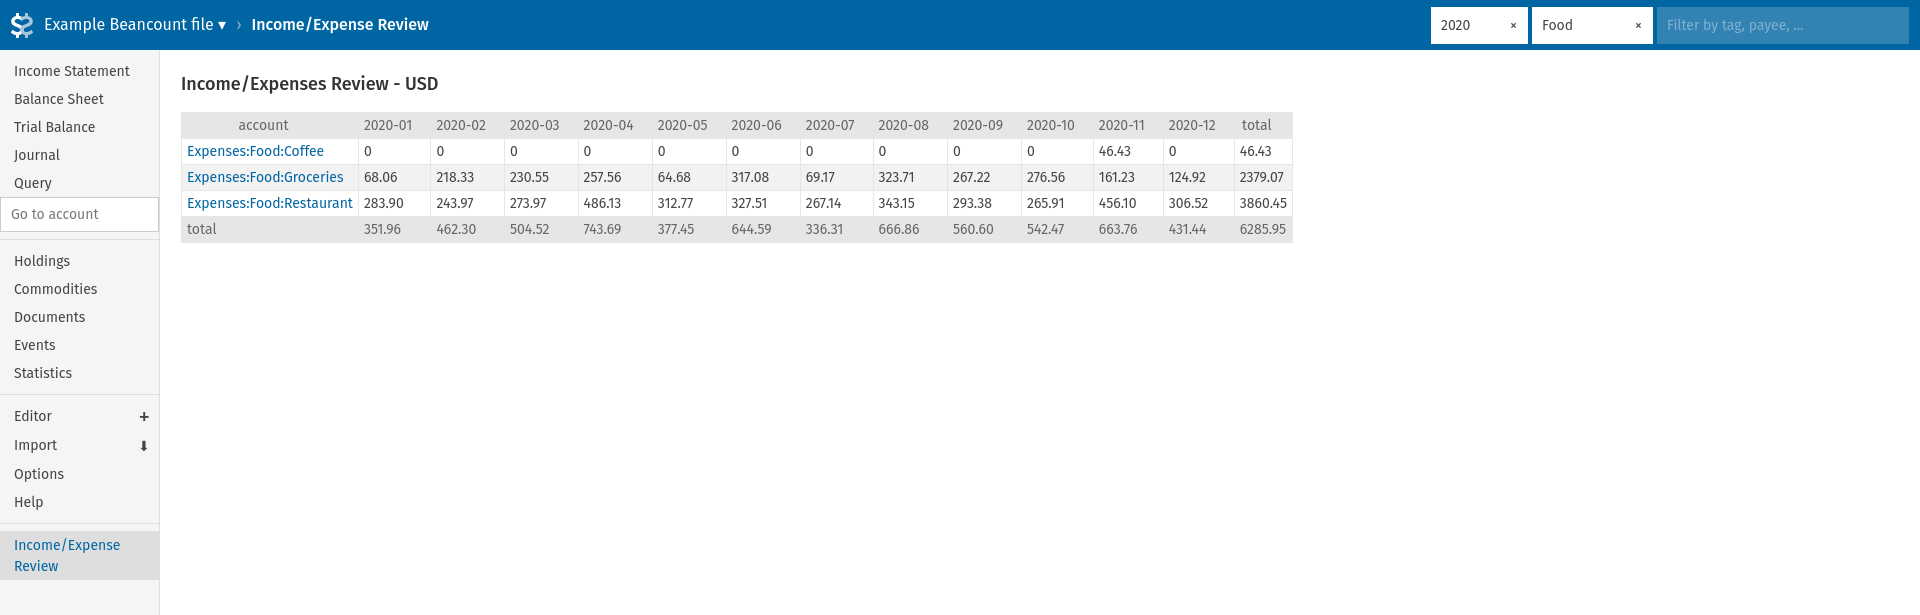 Example Beancount file ▾ › Income/Expense Review
2020 ×
Food ×
Filter by tag, payee, ...
Income Statement
Balance Sheet
Trial Balance
Journal
Query
Go to account
Holdings
Commodities
Documents
Events
Statistics
Editor +
Import ⬇
Options
Help
Income/Expense
Review
Income/Expenses Review - USD
account 2020-01 2020-02 2020-03 2020-04 2020-05 2020-06 2020-07 2020-08 2020-09 2020-10 2020-11 2020-12 total
Expenses:Food:Coffee 0 0 0 0 0 0 0 0 0 0 46.43 0 46.43
Expenses:Food:Groceries 68.06 218.33 230.55 257.56 64.68 317.08 69.17 323.71 267.22 276.56 161.23 124.92 2379.07
Expenses:Food:Restaurant 283.90 243.97 273.97 486.13 312.77 327.51 267.14 343.15 293.38 265.91 456.10 306.52 3860.45
total 351.96 462.30 504.52 743.69 377.45 644.59 336.31 666.86 560.60 542.47 663.76 431.44 6285.95